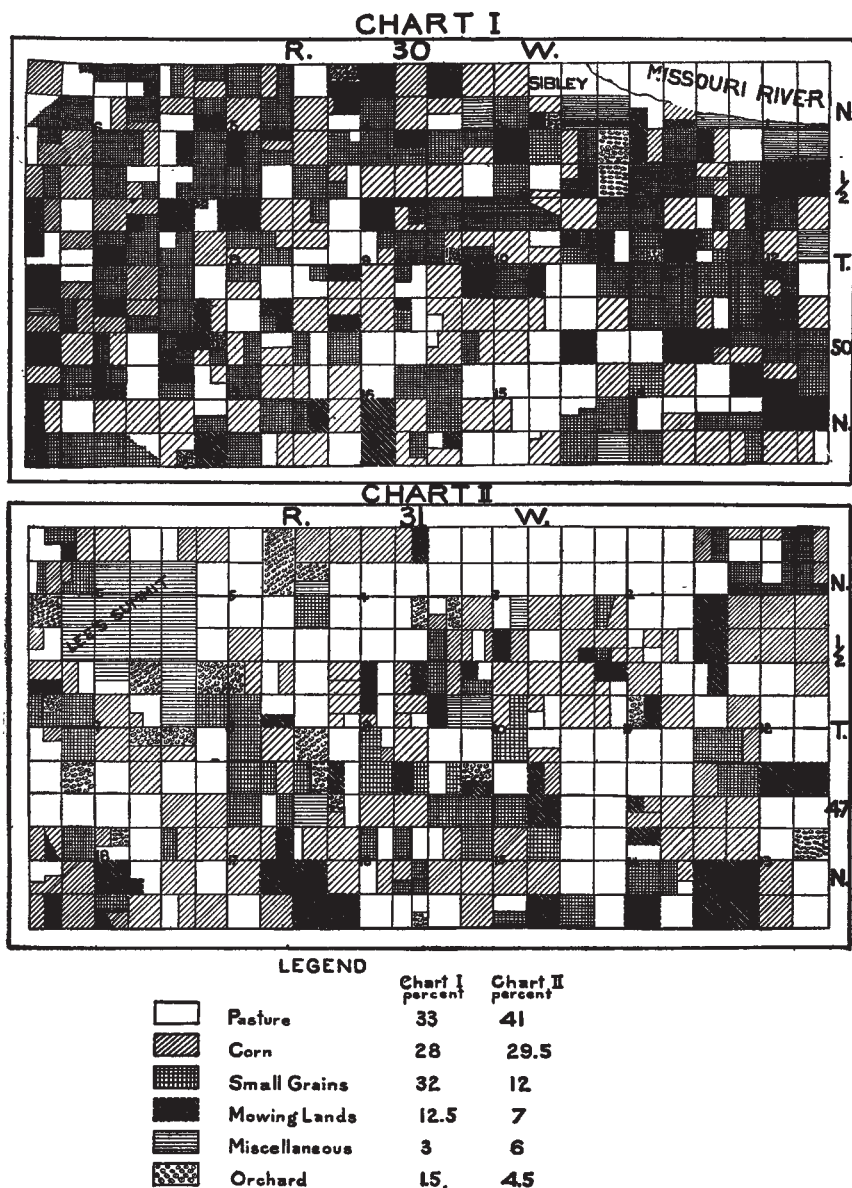 CHART I
R. 30 W.
SIBLEY
MISSOURI RIVER
N.
1/2
T.
50
N.
CHART II
R. 31 W.
LEE'S SUMMIT
N.
1/2
T.
47
N.
LEGEND
Chart I percent Chart II percent
Pasture 33 41
Corn 28 29.5
Small Grains 32 12
Mowing Lands 12.5 7
Miscellaneous 3 6
Orchard 1.5. 4.5